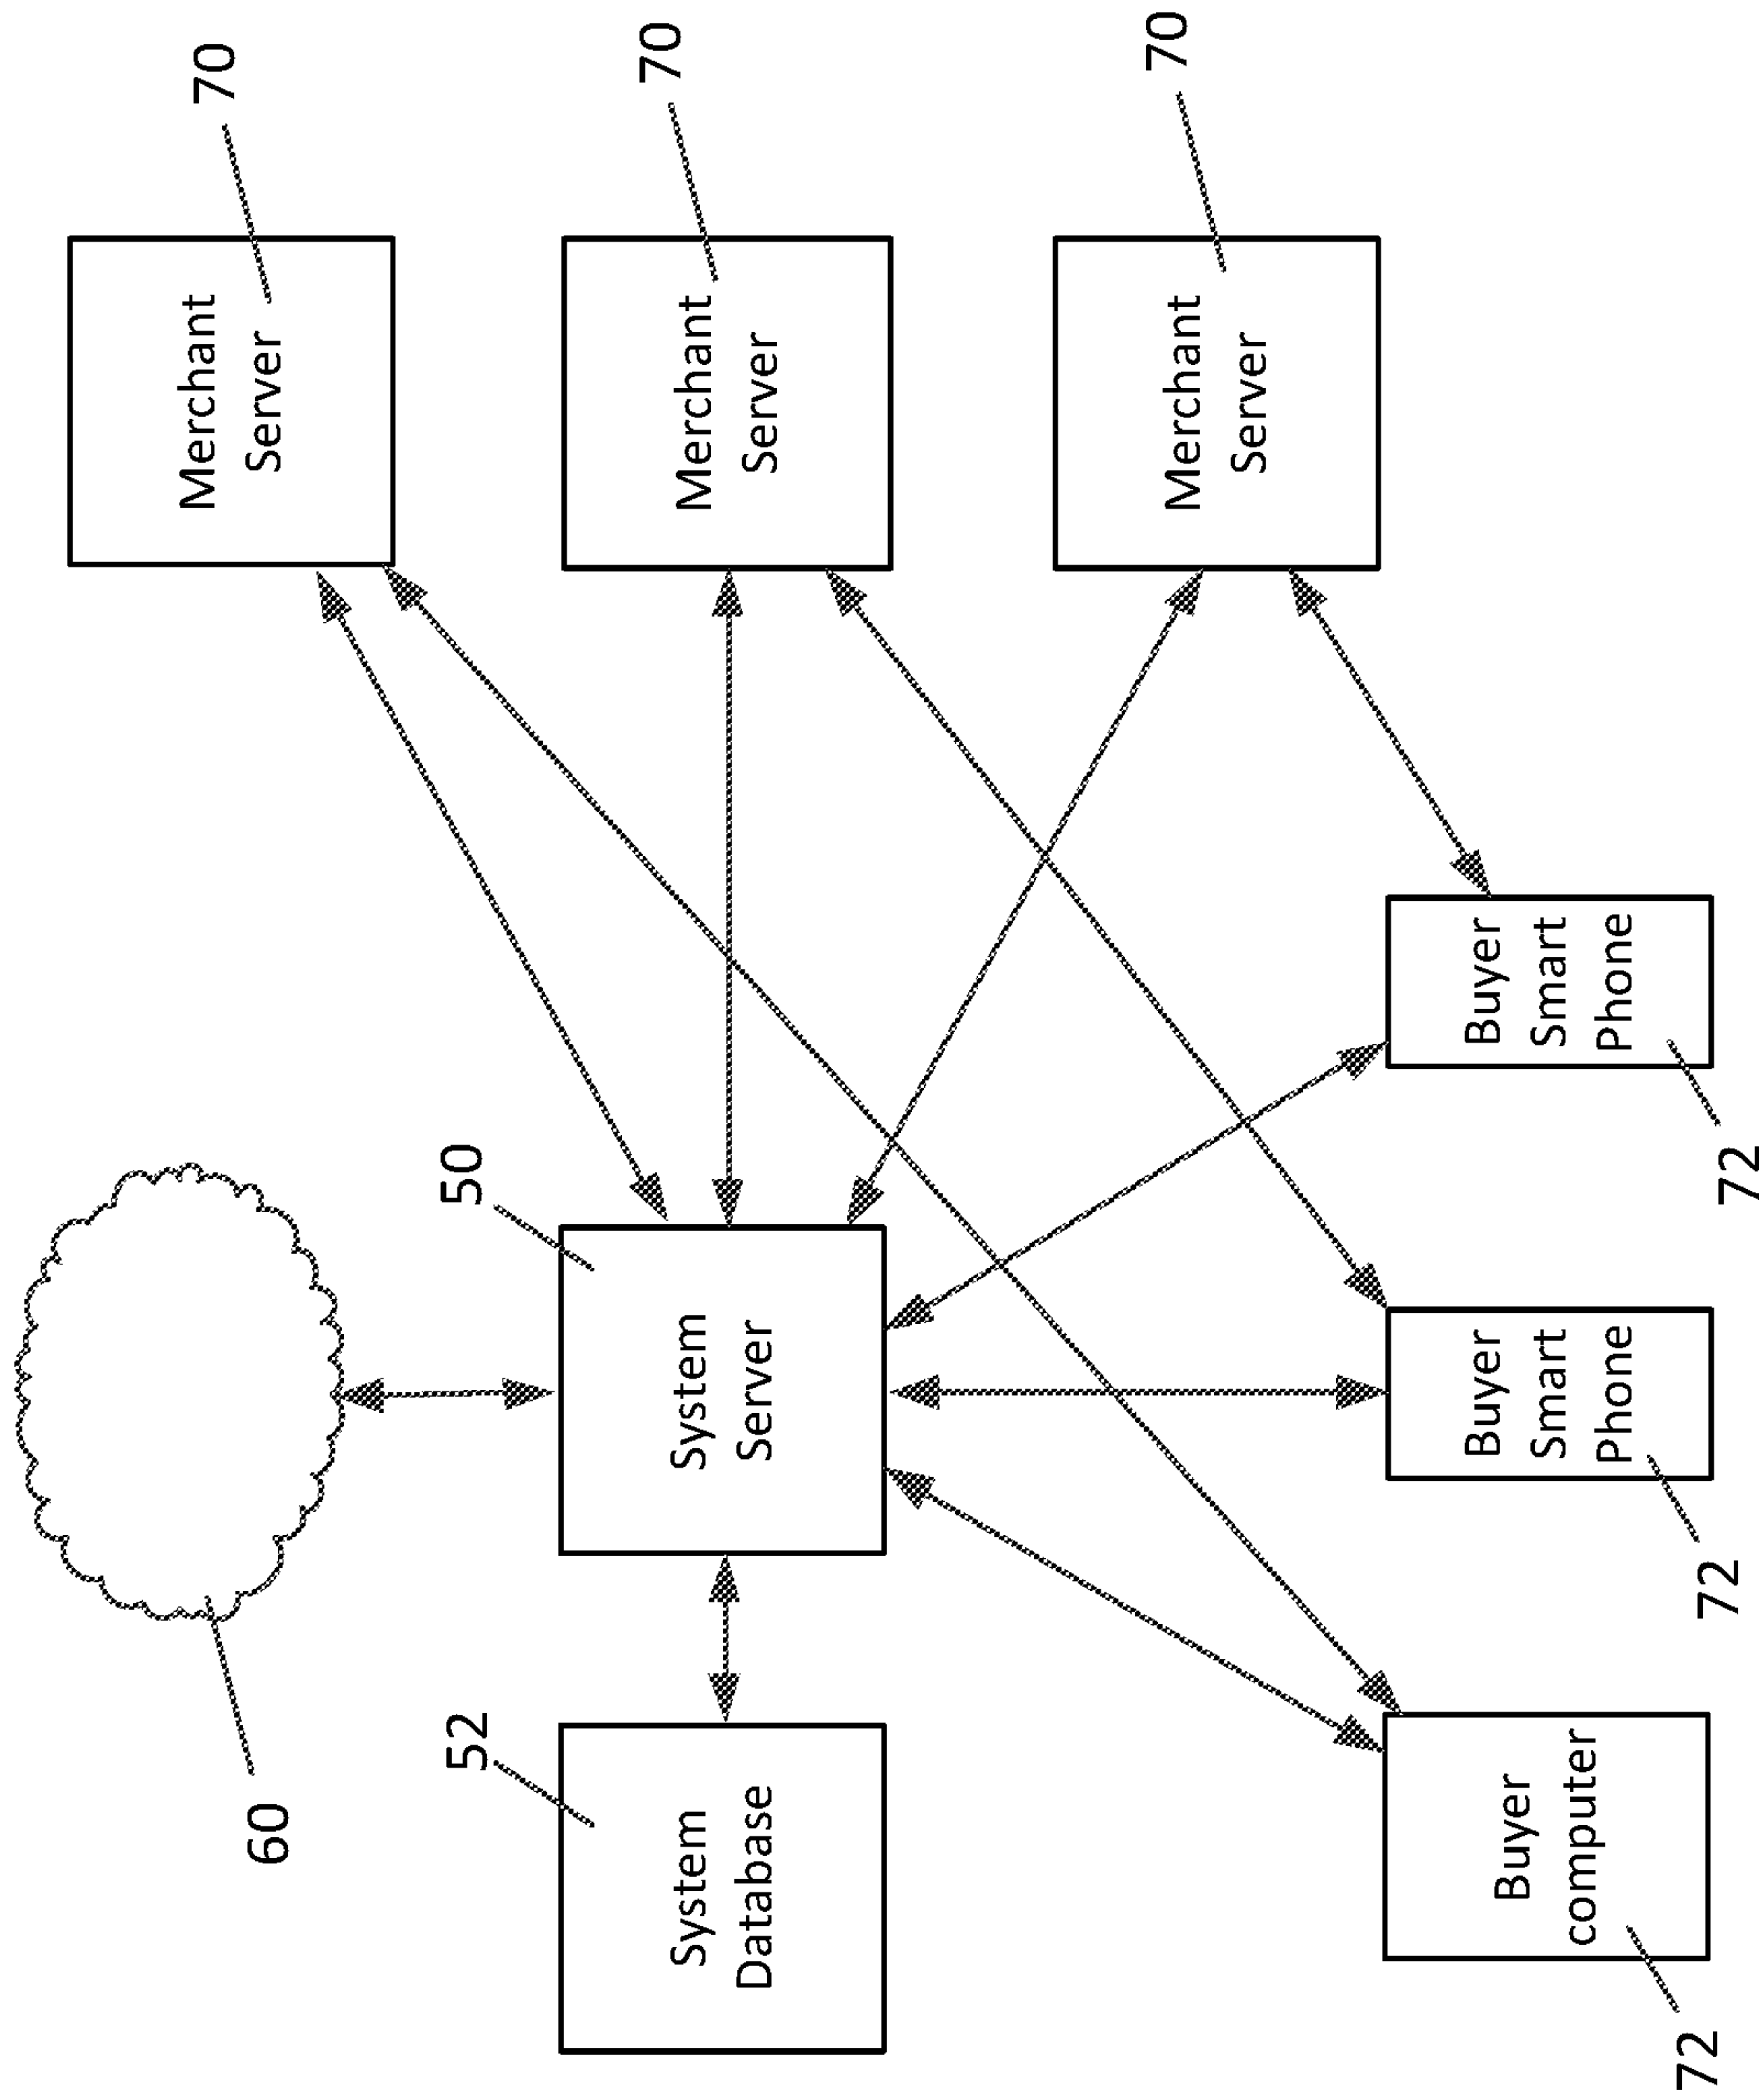 70
Merchant
Server
60
52
50
70
System
Database
System
Server
Merchant
Server
70
Merchant
Server
Buyer
computer
Buyer
Smart
Phone
Buyer
Smart
Phone
72
72
72